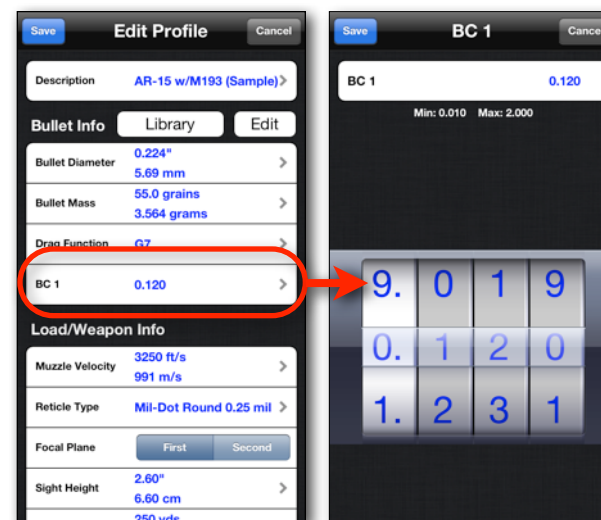 Save Edit Profile Cancel
Description AR-15 w/M193 (Sample)
Bullet Info Library Edit
Bullet Diameter 0.224"
5.69 mm
Bullet Mass 55.0 grains
3.564 grams
Drag Function G7
BC 1 0.120
Load/Weapon Info
Muzzle Velocity 3250 ft/s
991 m/s
Reticle Type Mil-Dot Round 0.25 mil
Focal Plane First Second
Sight Height 2.60"
6.60 cm
250 yds
Save BC 1 Cance
BC 1 0.120
Min: 0.010 Max: 2.000
9. 0 1 9
0. 1 2 0
1. 2 3 1